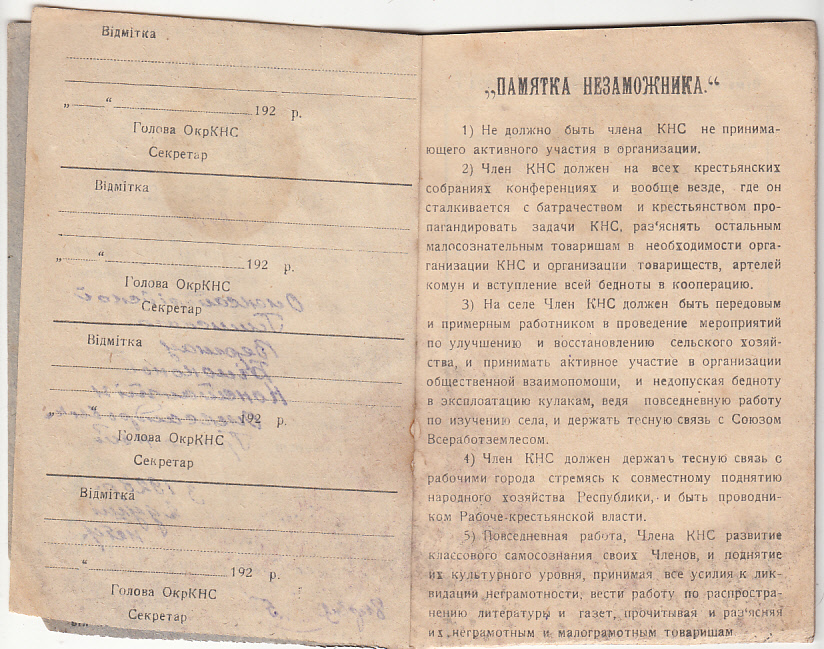 Відмітка
„ “ 192 р.
Голова ОкрКНС
Секретар
Відмітка
„ “ 192 р.
Голова ОкрКНС
Секретар
Відмітка
„ “ 192 р.
Голова ОкрКНС
Секретар
Відмітка
„ “ 192 р.
Голова ОкрКНС
Секретар
„ПАМЯТКА НЕЗАМОЖНИКА.“
1) Не должно быть члена КНС не принима-
ющего активного участия в организации.
2) Член КНС должен на всех крестьянских
собраниях конференциях и вообще везде, где он
сталкивается с батрачеством и крестьянством про-
пагандировать задачи КНС, раз‘яснять остальным
малосознательным товарищам в необходимости орга-
ганизации КНС и организации товариществ, артелей
комун и вступление всей бедноты в кооперацию.
3) На селе Член КНС должен быть передовым
и примерным работником в проведение мероприятий
по улучшению и восстановлению сельского хозяй-
ства, и принимать активное участие в организации
общественной взаимопомощи, и недопуская бедноту
в эксплоатацию кулакам, ведя повседневную работу
по изучению села, и держать тесную связь с Союзом
Всеработземлесом.
4) Член КНС должен держать тесную связь с
рабочими города стремясь к совместному поднятию
народного хозяйства Республики, и быть проводни-
ком Рабоче-крестьянской власти.
5) Повседневная работа, Члена КНС развитие
классового самосознания своих Членов, и поднятие
их культурного уровня, принимая все усилия к лик-
видации неграмотности, вести работу по распростра-
нению литературы и газет, прочитывая и раз‘ясняя
их неграмотным и малограмотным товарищам